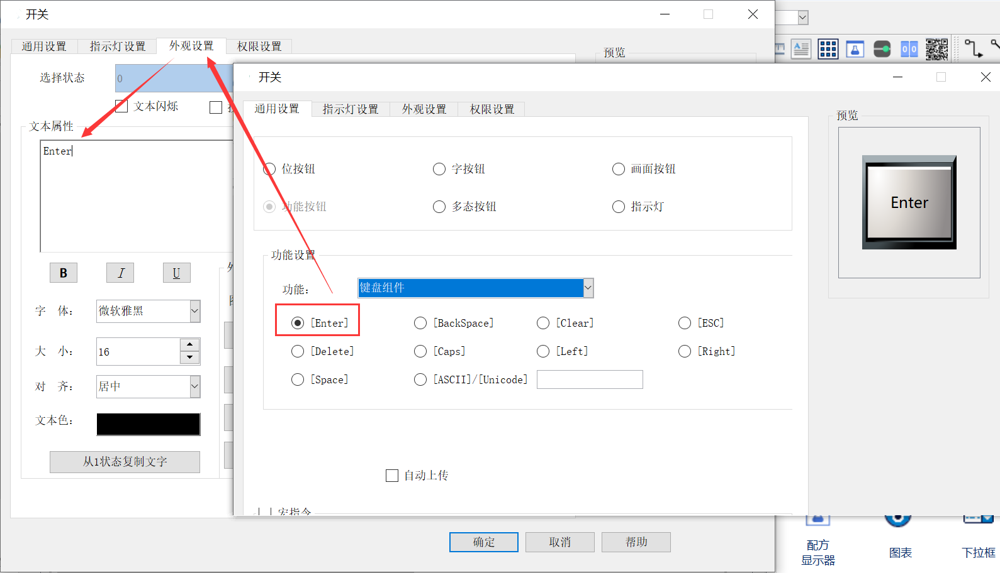 开关
通用设置 指示灯设置 外观设置 权限设置
预览
选择状态 0
文本闪烁
文本属性
Enter
B I U
字 体： 微软雅黑
大 小： 16
对 齐： 居中
文本色：
从1状态复制文字
开关
通用设置 指示灯设置 外观设置 权限设置
位按钮 字按钮 画面按钮
功能按钮 多态按钮 指示灯
功能设置
功能： 键盘组件
[Enter] [BackSpace] [Clear] [ESC]
[Delete] [Caps] [Left] [Right]
[Space] [ASCII]/[Unicode]
自动上传
宏指令
预览
Enter
确定 取消 帮助
配方
显示器
图表
下拉框